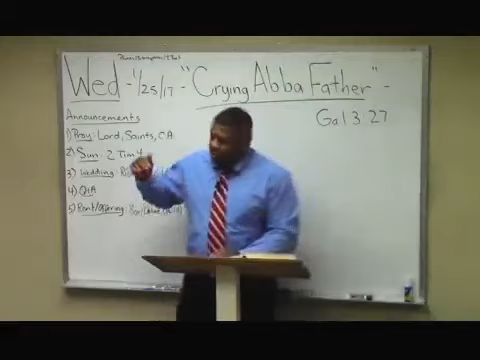 Wed - 1/25/17 - "Crying Abba Father" -
Gal 3:27
Announcements
1) Pray: Lord, Saints, C.A.
2) Sun: 2 Tim 4
3) Wedding:
4) Q&A
5) Rent/Offering: